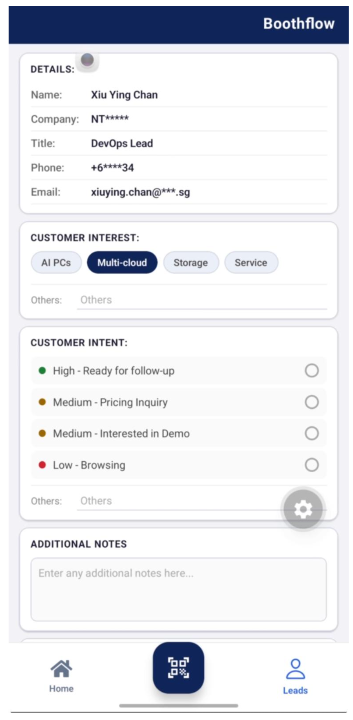 Boothflow
DETAILS:
Name: Xiu Ying Chan
Company: NT*****
Title: DevOps Lead
Phone: +6****34
Email: xiuying.chan@***.sg
CUSTOMER INTEREST:
AI PCs Multi-cloud Storage Service
Others: Others
CUSTOMER INTENT:
High - Ready for follow-up
Medium - Pricing Inquiry
Medium - Interested in Demo
Low - Browsing
Others: Others
ADDITIONAL NOTES
Enter any additional notes here...
Home Leads